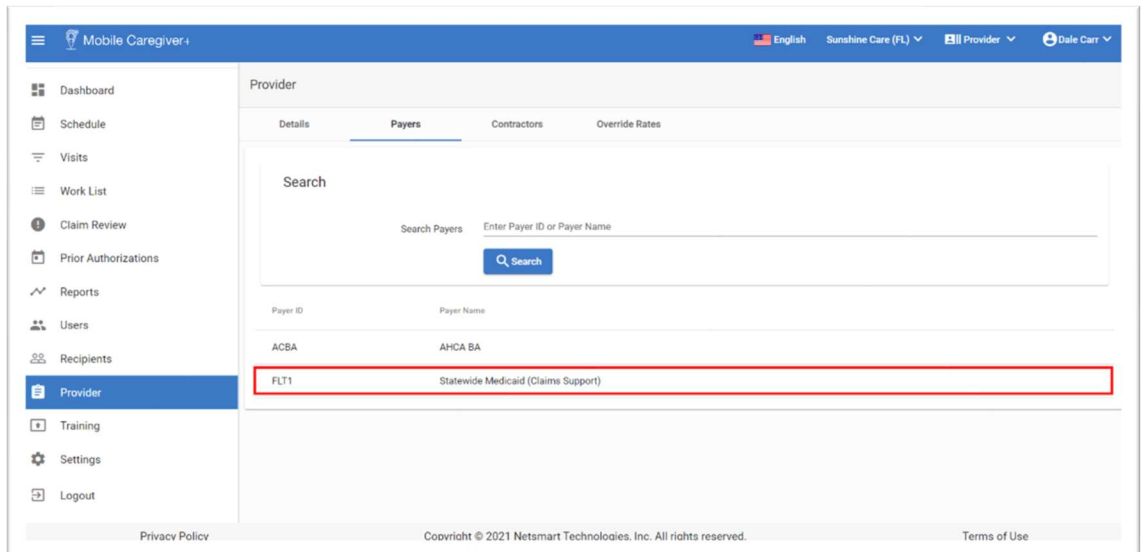 Mobile Caregiver+
English Sunshine Care (FL) Provider Dale Carr
Dashboard
Schedule
Visits
Work List
Claim Review
Prior Authorizations
Reports
Users
Recipients
Provider
Training
Settings
Logout
Provider
Details Payers Contractors Override Rates
Search
Search Payers Enter Payer ID or Payer Name
Search
Payer ID Payer Name
ACBA AHCA BA
FLT1 Statewide Medicaid (Claims Support)
Privacy Policy Copyright © 2021 Netsmart Technologies, Inc. All rights reserved. Terms of Use